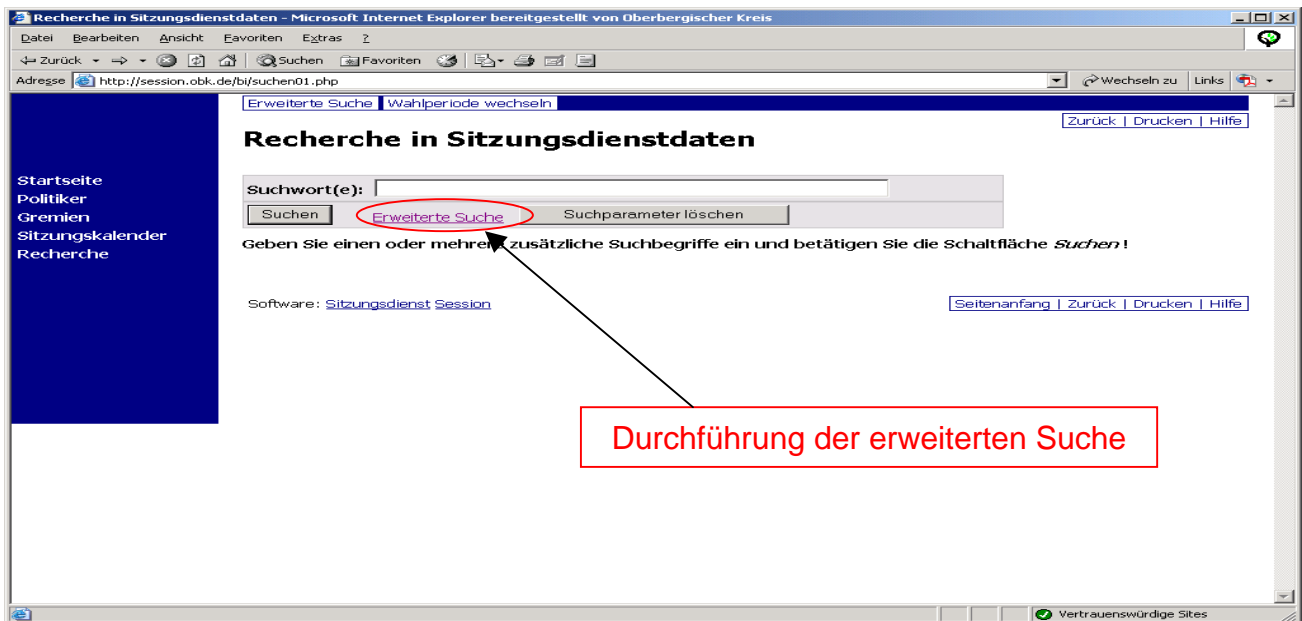 Recherche in Sitzungsdienstdaten - Microsoft Internet Explorer bereitgestellt von Oberbergischer Kreis
Datei Bearbeiten Ansicht Favoriten Extras ?
Zurück Suchen Favoriten
Adresse http://session.obk.de/bi/suchen01.php Wechseln zu Links
Erweiterte Suche Wahlperiode wechseln
Zurück | Drucken | Hilfe
Recherche in Sitzungsdienstdaten
Startseite
Politiker
Gremien
Sitzungskalender
Recherche
Suchwort(e):
Suchen Erweiterte Suche Suchparameter löschen
Geben Sie einen oder mehrere zusätzliche Suchbegriffe ein und betätigen Sie die Schaltfläche Suchen!
Software: Sitzungsdienst Session
Seitenanfang | Zurück | Drucken | Hilfe
Durchführung der erweiterten Suche
Vertrauenswürdige Sites